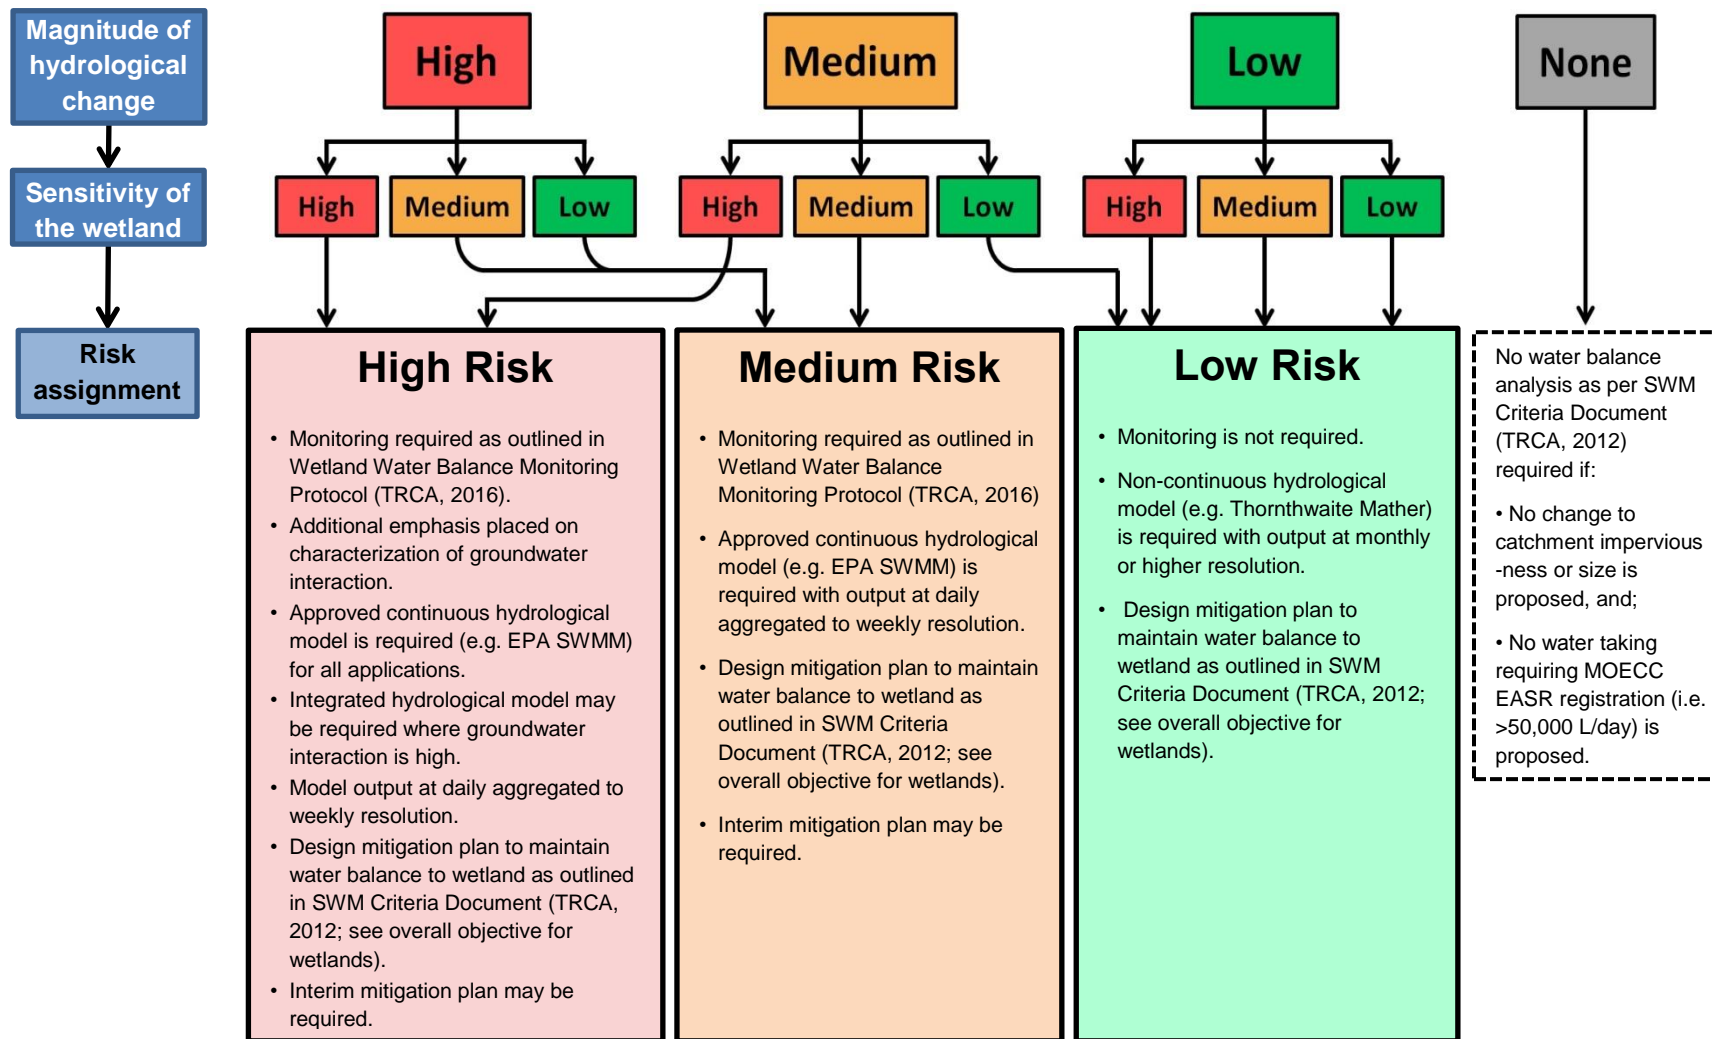 Magnitude of
hydrological
change
High
Medium
Low
None
Sensitivity of
the wetland
High
Medium
Low
High
Medium
Low
High
Medium
Low
Risk
assignment
High Risk
• Monitoring required as outlined in
Wetland Water Balance Monitoring
Protocol (TRCA, 2016).
• Additional emphasis placed on
characterization of groundwater
interaction.
• Approved continuous hydrological
model is required (e.g. EPA SWMM)
for all applications.
• Integrated hydrological model may
be required where groundwater
interaction is high.
• Model output at daily aggregated to
weekly resolution.
• Design mitigation plan to maintain
water balance to wetland as outlined
in SWM Criteria Document (TRCA,
2012; see overall objective for
wetlands).
• Interim mitigation plan may be
required.
Medium Risk
• Monitoring required as outlined in
Wetland Water Balance
Monitoring Protocol (TRCA, 2016)
• Approved continuous hydrological
model (e.g. EPA SWMM) is
required with output at daily
aggregated to weekly resolution.
• Design mitigation plan to maintain
water balance to wetland as
outlined in SWM Criteria
Document (TRCA, 2012; see
overall objective for wetlands).
• Interim mitigation plan may be
required.
Low Risk
• Monitoring is not required.
• Non-continuous hydrological
model (e.g. Thornthwaite Mather)
is required with output at monthly
or higher resolution.
• Design mitigation plan to
maintain water balance to
wetland as outlined in SWM
Criteria Document (TRCA, 2012;
see overall objective for
wetlands).
No water balance
analysis as per SWM
Criteria Document
(TRCA, 2012)
required if:
• No change to
catchment impervious
-ness or size is
proposed, and;
• No water taking
requiring MOECC
EASR registration (i.e.
>50,000 L/day) is
proposed.